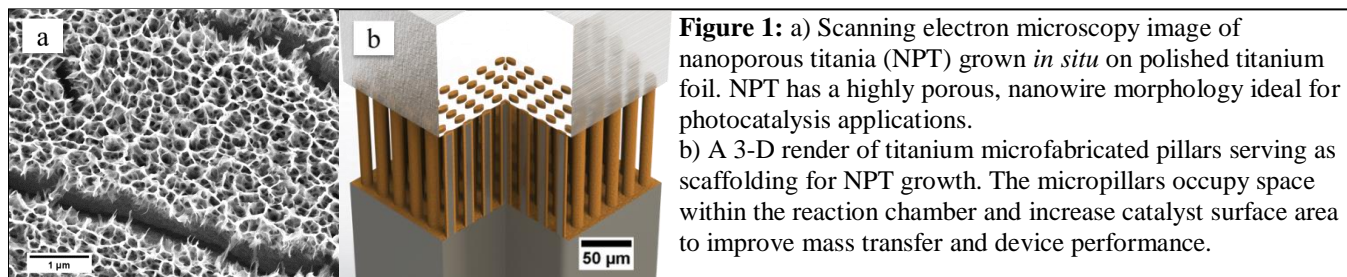 a
b
1 μm
50 μm
Figure 1: a) Scanning electron microscopy image of
nanoporous titania (NPT) grown in situ on polished titanium
foil. NPT has a highly porous, nanowire morphology ideal for
photocatalysis applications.
b) A 3-D render of titanium microfabricated pillars serving as
scaffolding for NPT growth. The micropillars occupy space
within the reaction chamber and increase catalyst surface area
to improve mass transfer and device performance.